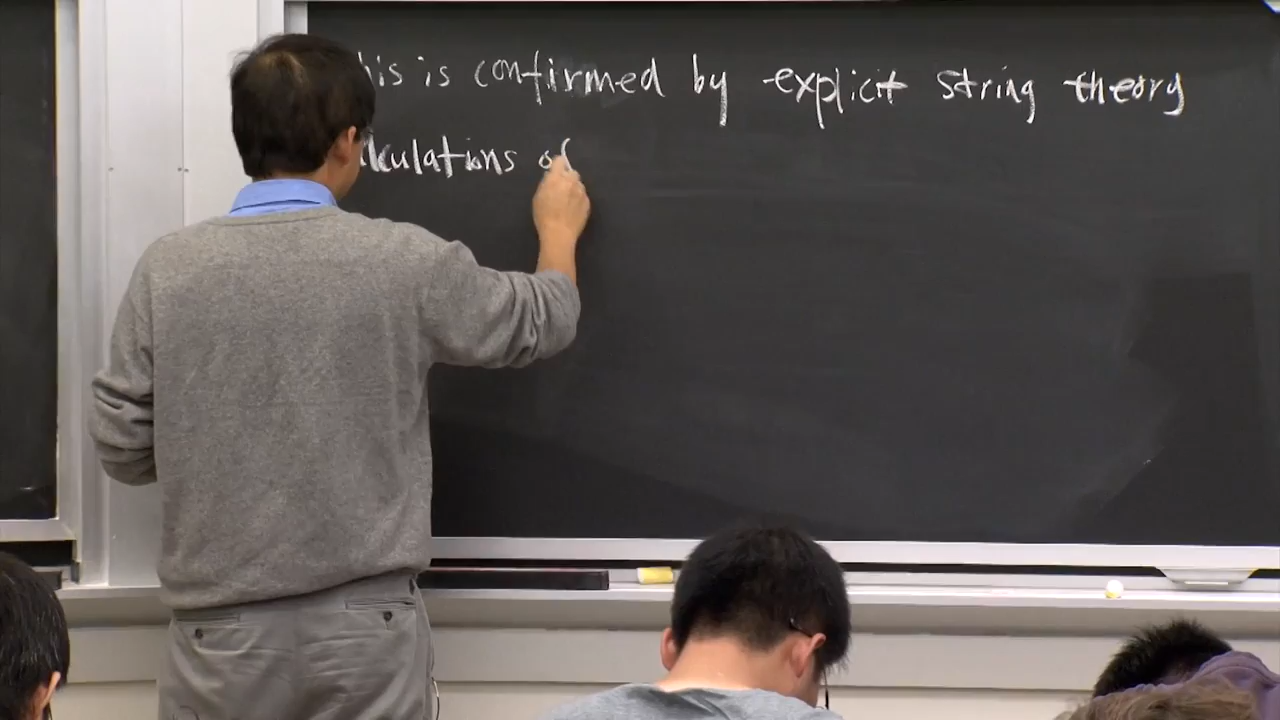 his is confirmed by explicit string theory
lculations of